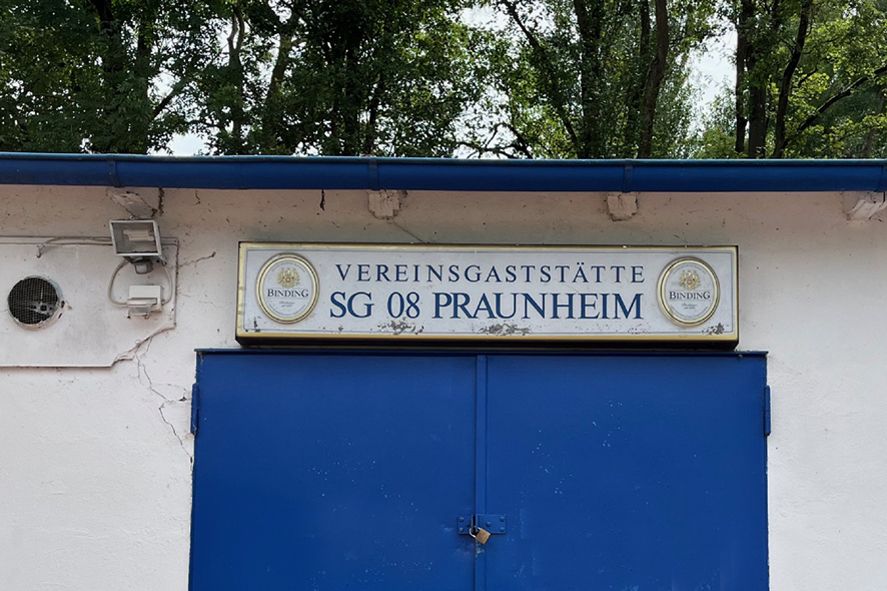 VEREINSGASTSTÄTTE
SG 08 PRAUNHEIM
BINDING
BINDING